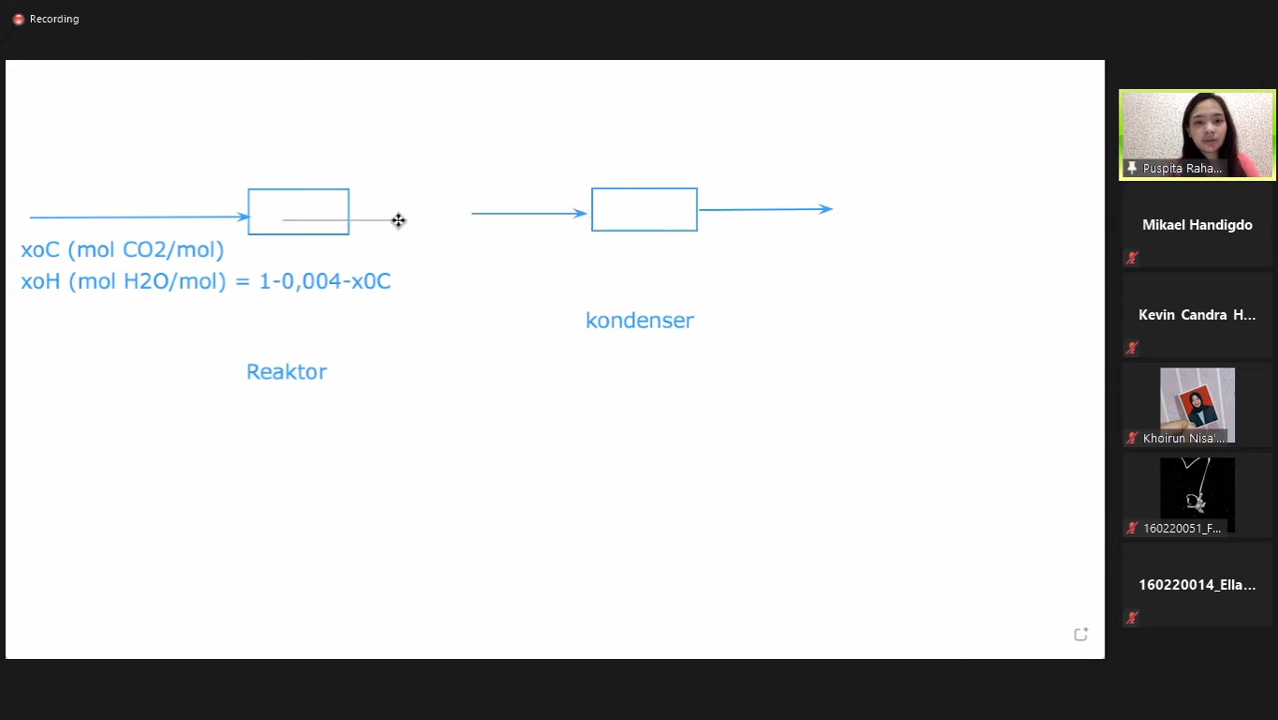 Recording
xoC (mol CO2/mol)
xoH (mol H2O/mol) = 1-0,004-x0C
kondenser
Reaktor
Puspita Raha...
Mikael Handigdo
Kevin Candra H...
Khoirun Nisa'...
160220051_F...
160220014_Ella...